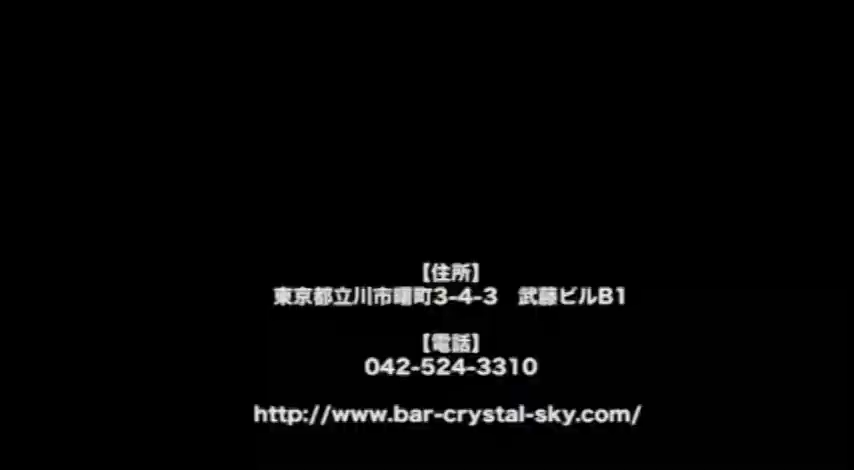 【住所】
東京都立川市曙町3-4-3　武藤ビルB1
【電話】
042-524-3310
http://www.bar-crystal-sky.com/